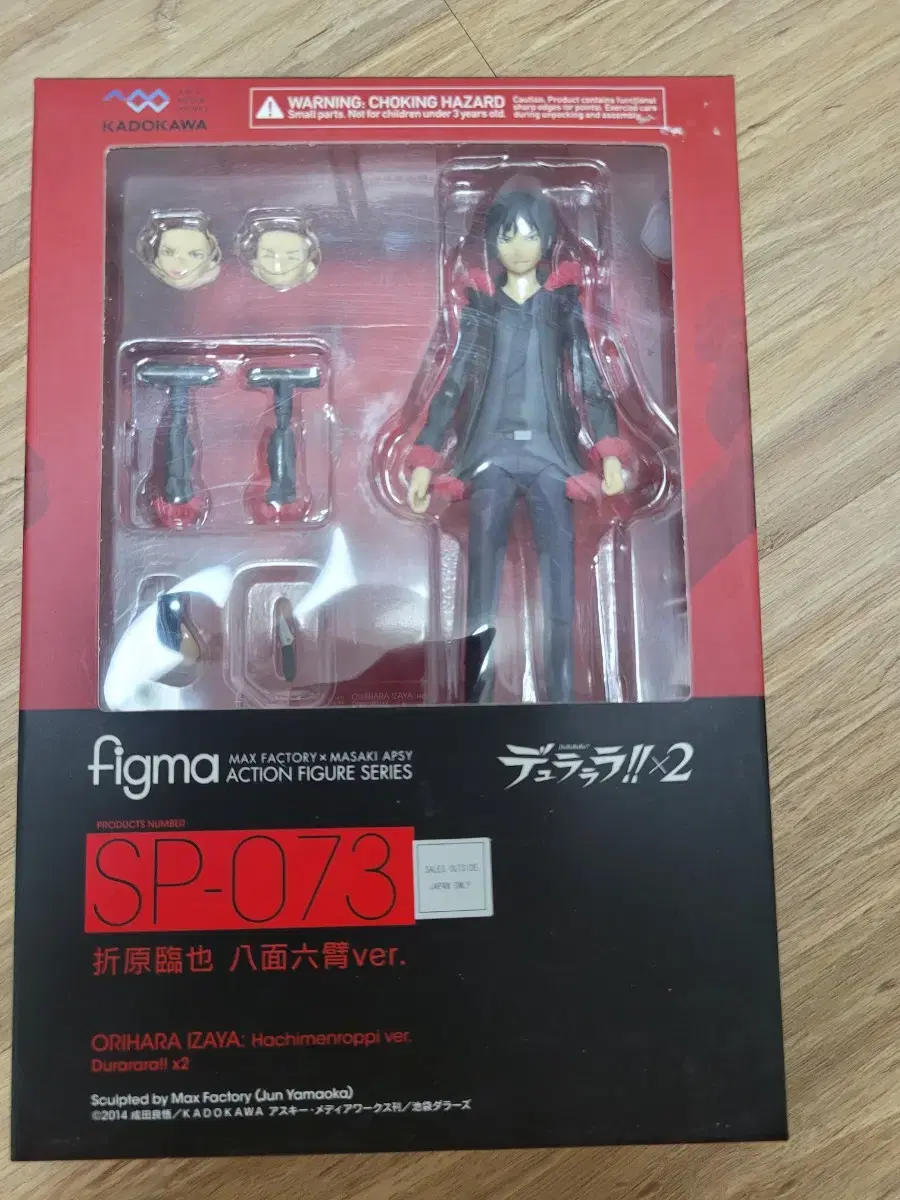 KADOKAWA
WARNING: CHOKING HAZARD
Small parts. Not for children under 3 years old.
Caution: Product contains functional
sharp edges or points. Exercise care
during unpacking and assembly.
ORIHARA IZAYA:
figma
MAX FACTORY × MASAKI APSY
ACTION FIGURE SERIES
DuRaRaRa!!
デュラララ!!×2
PRODUCTS NUMBER
SP-073
SALES OUTSIDE
JAPAN ONLY
折原臨也 八面六臂ver.
ORIHARA IZAYA: Hachimenroppi ver.
Durarara!! x2
Sculpted by Max Factory (Jun Yamaoka)
©2014 成田良悟/KADOKAWA アスキー・メディアワークス刊/池袋ダラーズ